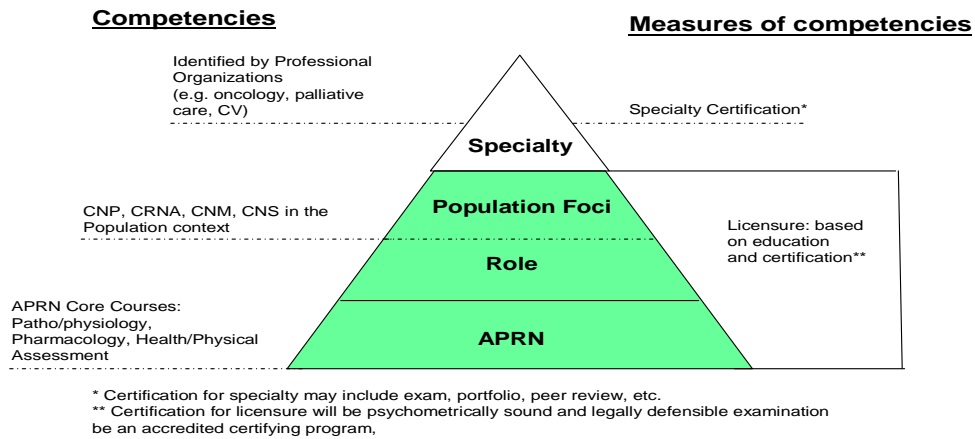 Competencies
Measures of competencies
Identified by Professional
Organizations
(e.g. oncology, palliative
care, CV)
Specialty Certification*
Specialty
Population Foci
CNP, CRNA, CNM, CNS in the
Population context
Licensure: based
on education
and certification**
Role
APRN Core Courses:
Patho/physiology,
Pharmacology, Health/Physical
Assessment
APRN
* Certification for specialty may include exam, portfolio, peer review, etc.
** Certification for licensure will be psychometrically sound and legally defensible examination
be an accredited certifying program,